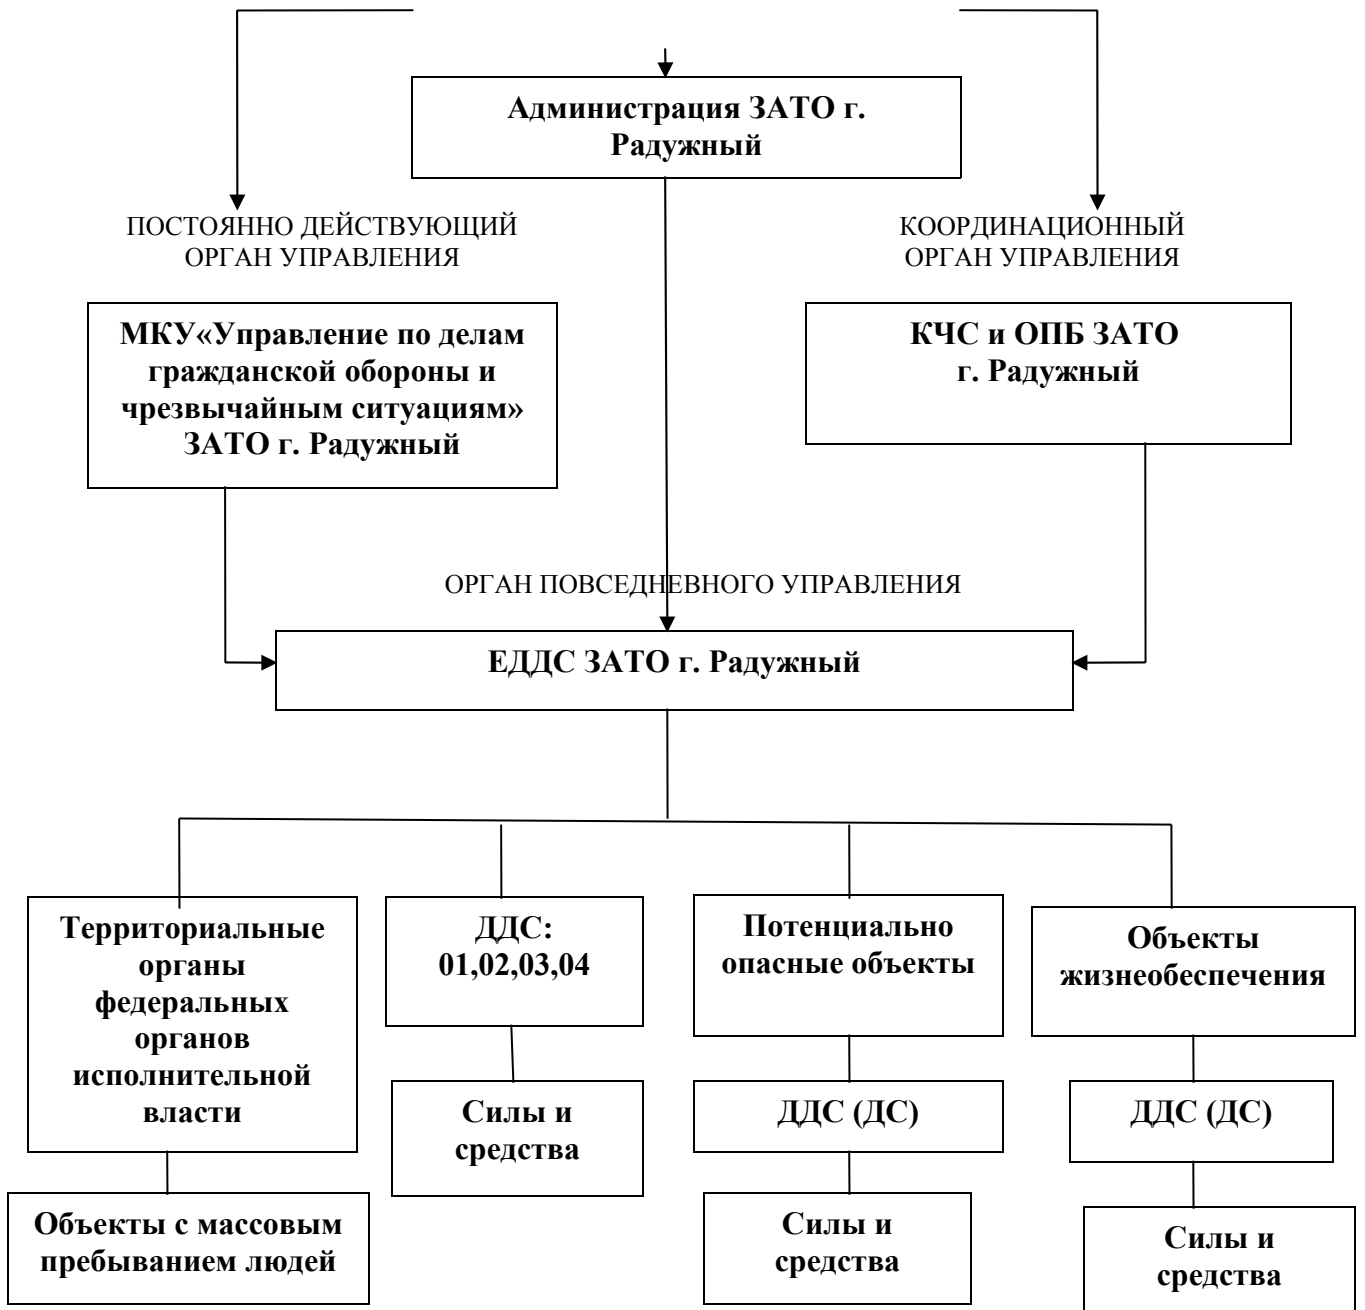 Администрация ЗАТО г.
Радужный
ПОСТОЯННО ДЕЙСТВУЮЩИЙ
ОРГАН УПРАВЛЕНИЯ
КООРДИНАЦИОННЫЙ
ОРГАН УПРАВЛЕНИЯ
МКУ«Управление по делам
гражданской обороны и
чрезвычайным ситуациям»
ЗАТО г. Радужный
КЧС и ОПБ ЗАТО
г. Радужный
ОРГАН ПОВСЕДНЕВНОГО УПРАВЛЕНИЯ
ЕДДС ЗАТО г. Радужный
Территориальные
органы
федеральных
органов
исполнительной
власти
ДДС:
01,02,03,04
Потенциально
опасные объекты
Объекты
жизнеобеспечения
Силы и
средства
ДДС (ДС)
ДДС (ДС)
Объекты с массовым
пребыванием людей
Силы и
средства
Силы и
средства